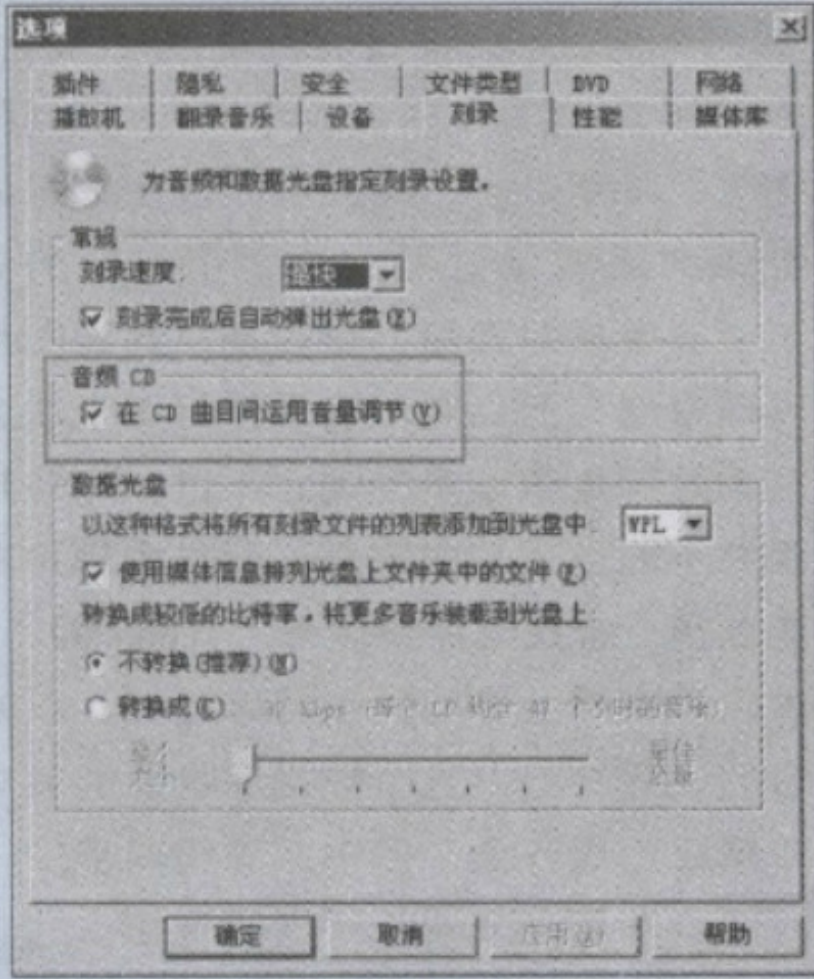 选项
插件 隐私 安全 文件类型 DVD 网络
播放机 翻录音乐 设备 刻录 性能 媒体库
为音频和数据光盘指定刻录设置。
常规
刻录速度: 最快
刻录完成后自动弹出光盘(E)
音频 CD
在 CD 曲目间运用音量调节(V)
数据光盘
以这种格式将所有刻录文件的列表添加到光盘中: WPL
使用媒体信息排列光盘上文件夹中的文件
转换成较低的比特率，将更多音乐装载到光盘上:
不转换(推荐)(N)
转换成(C)
确定 取消 应用(A) 帮助